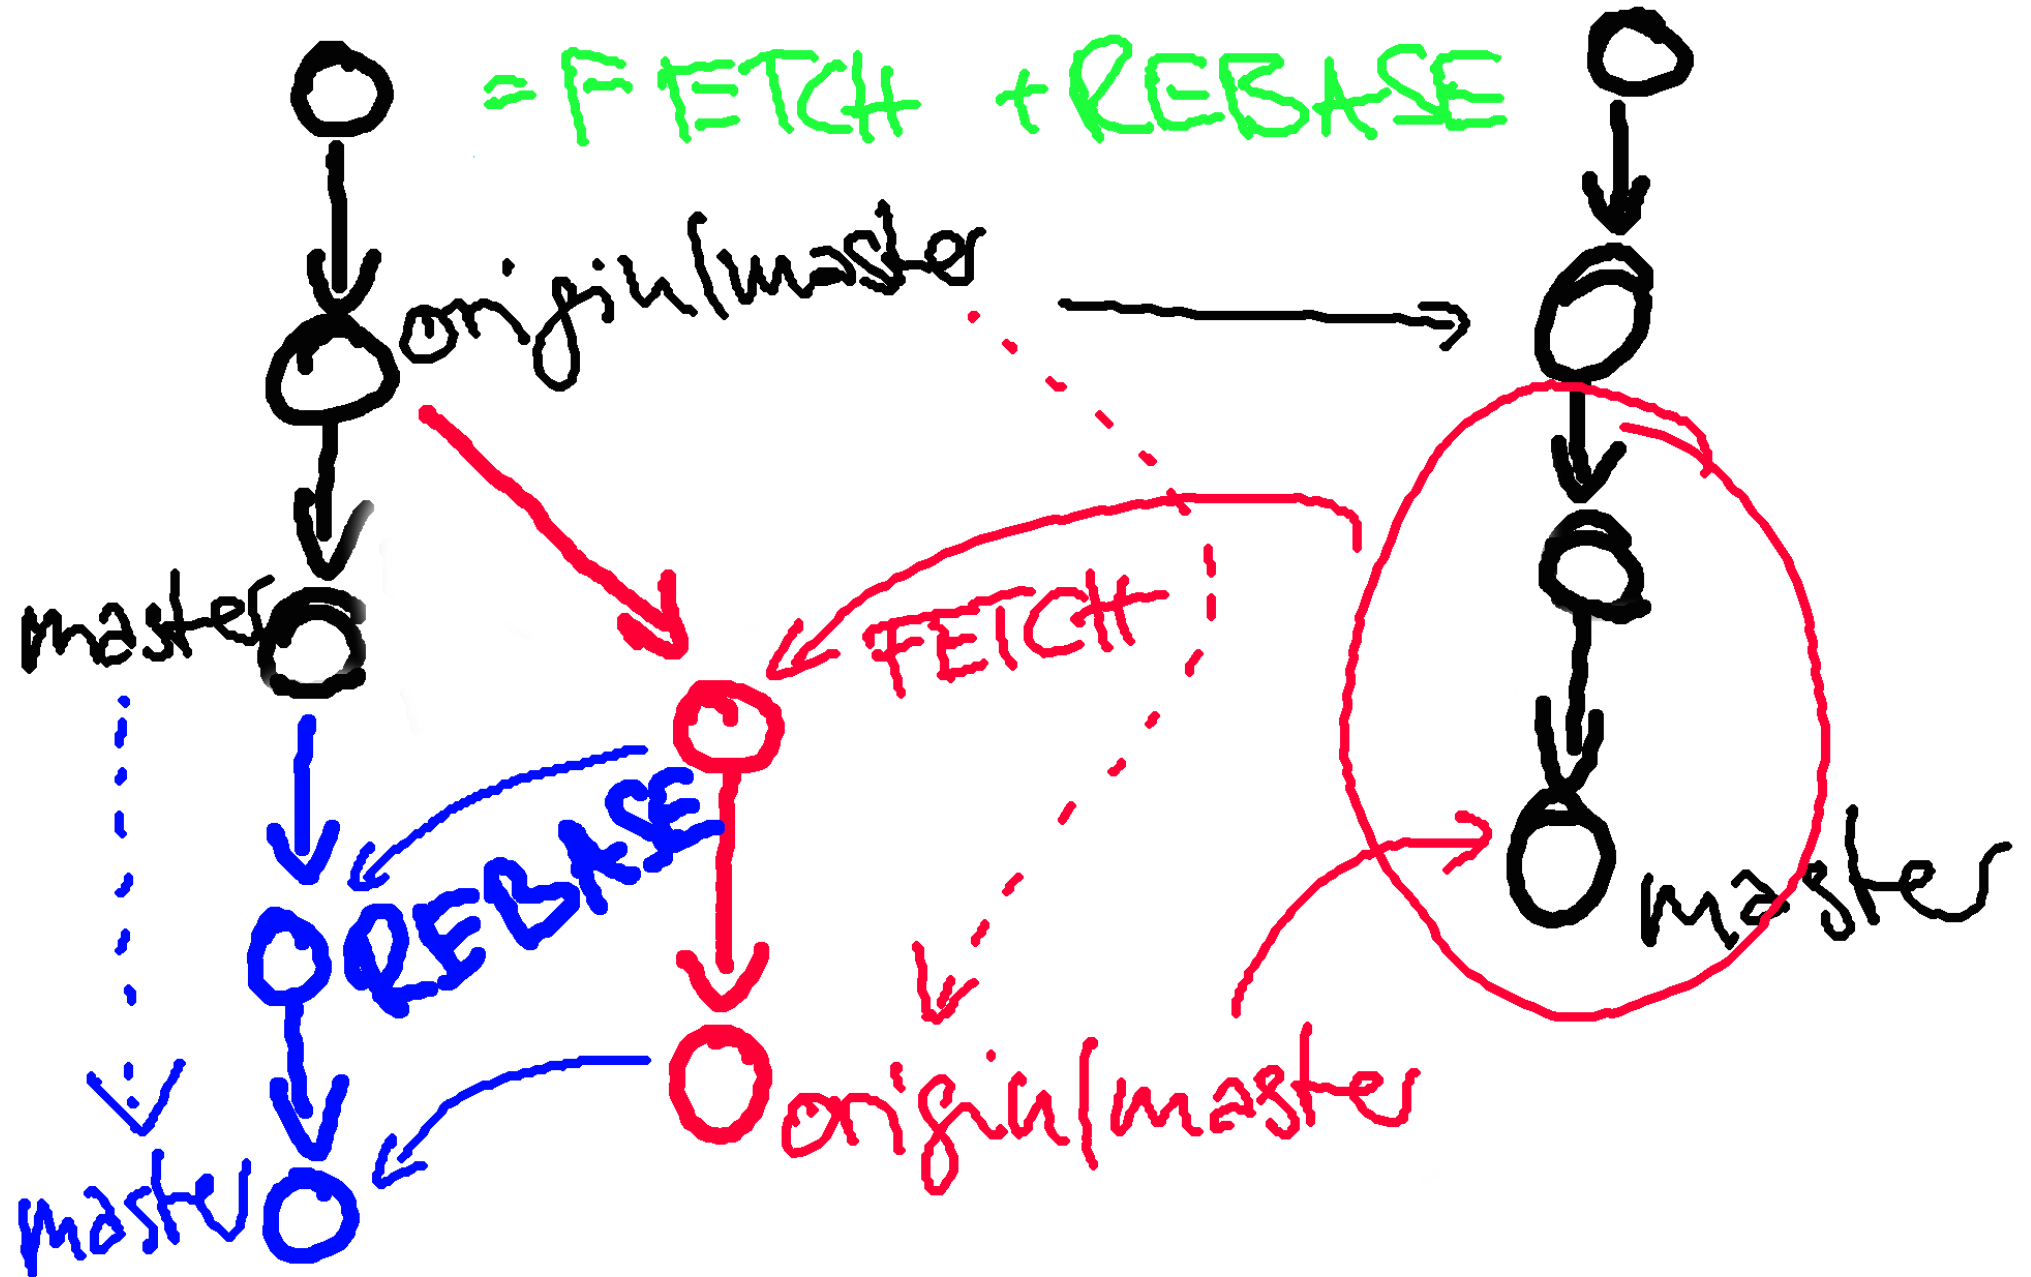 = FETCH + REBASE
origin/master
master
FETCH
REBASE
master
origin/master
master